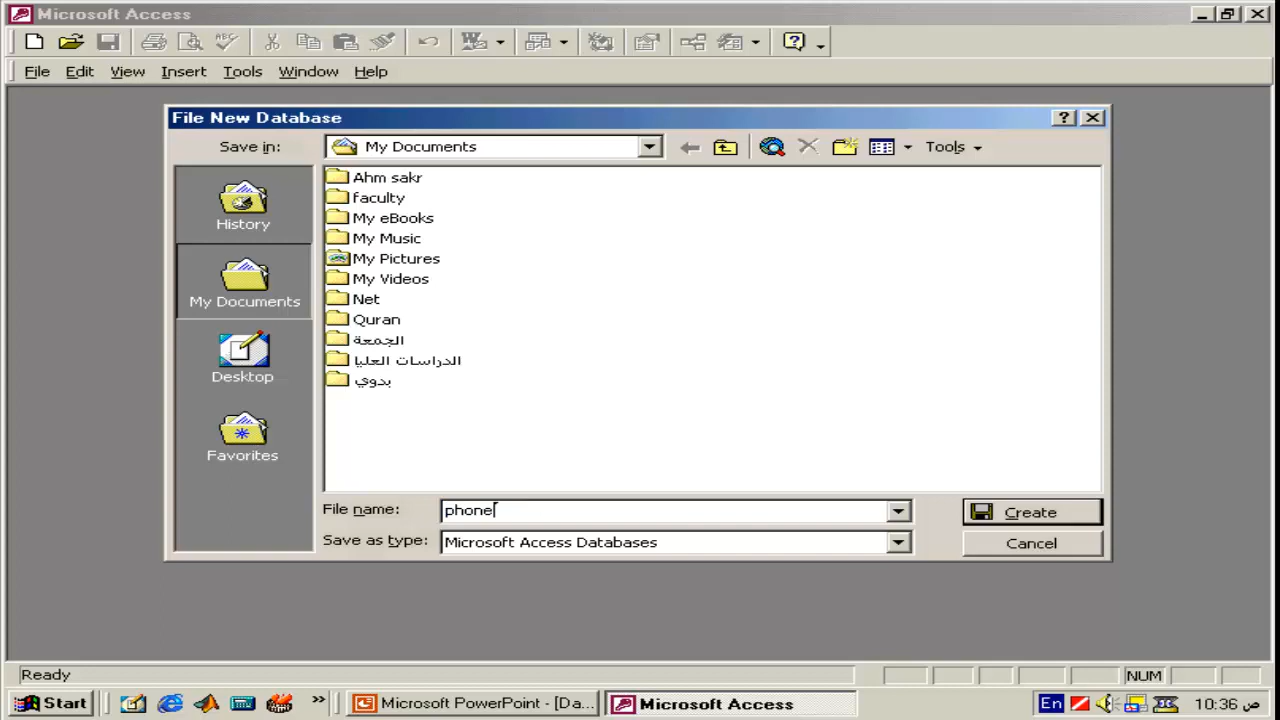 Microsoft Access
File Edit View Insert Tools Window Help
File New Database
Save in: My Documents Tools
History
My Documents
Desktop
Favorites
Ahm sakr
faculty
My eBooks
My Music
My Pictures
My Videos
Net
Quran
الجمعة
الدراسات العليا
بدوي
File name: phone Create
Save as type: Microsoft Access Databases Cancel
Ready NUM
Start » Microsoft PowerPoint - [Da... Microsoft Access En 10:36 ص